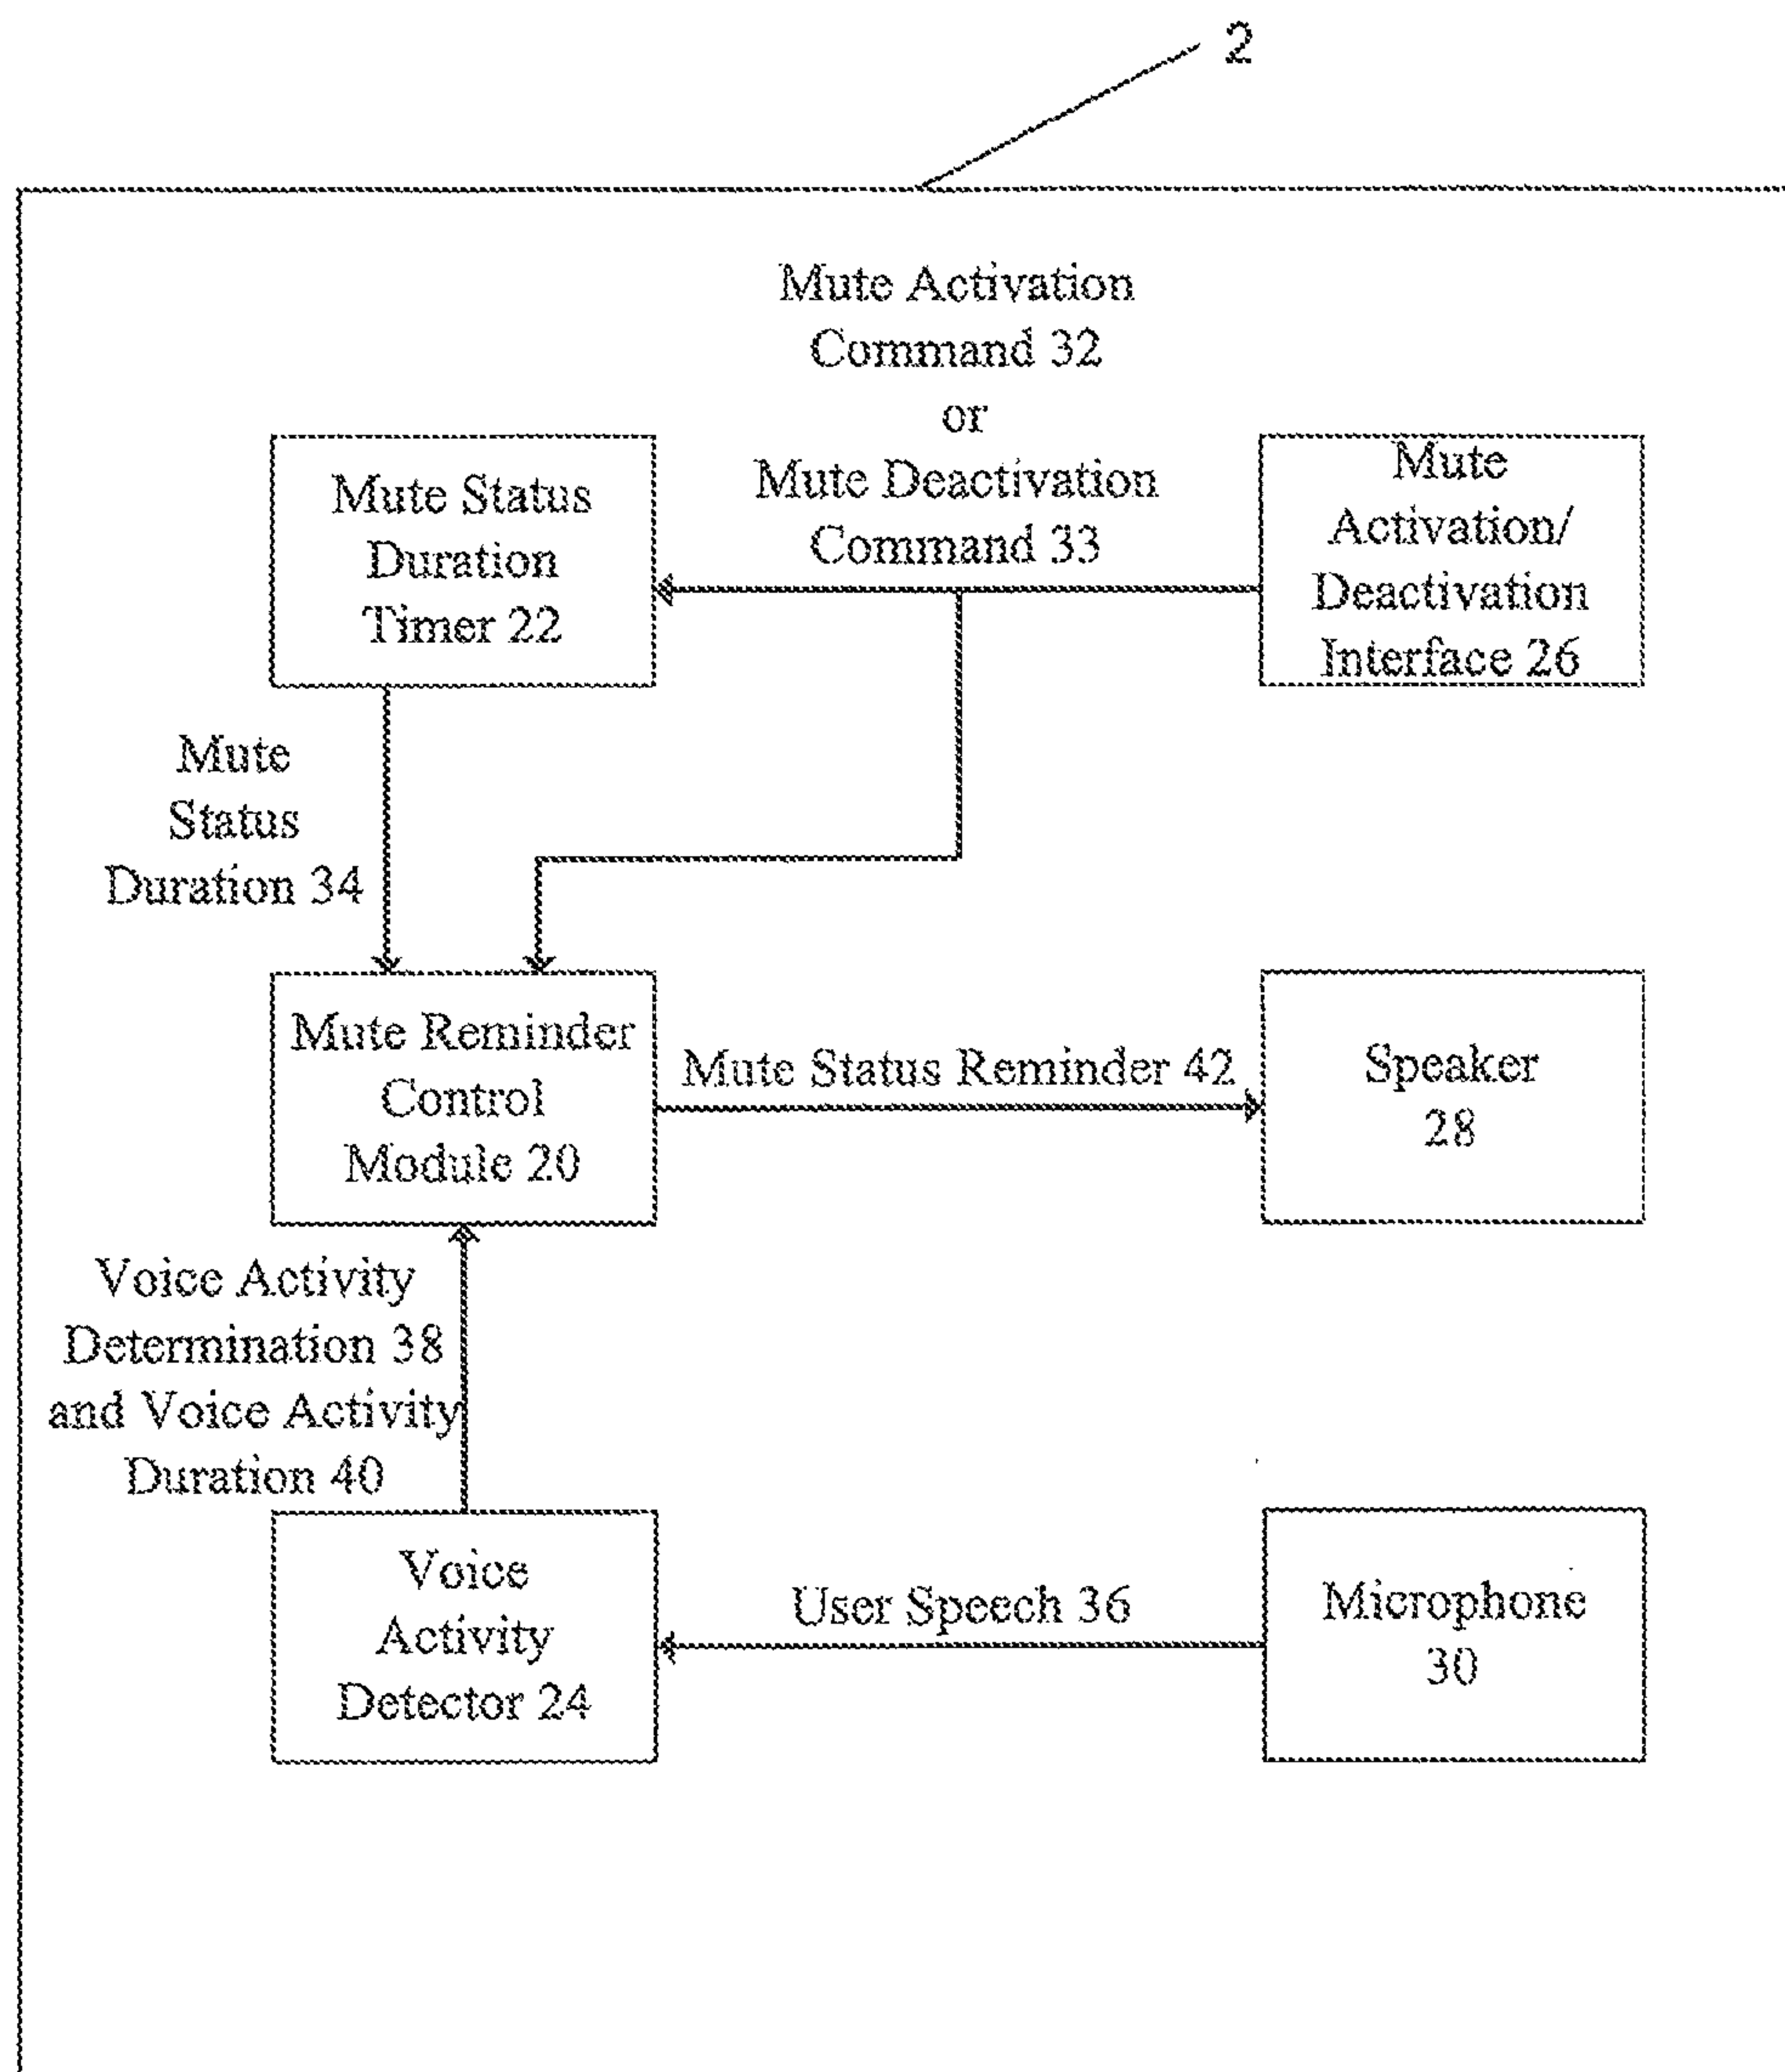 2
Mute Activation
Command 32
or
Mute Deactivation
Command 33
Mute Status
Duration
Timer 22
Mute
Activation/
Deactivation
Interface 26
Mute
Status
Duration 34
Mute Reminder
Control
Module 20
Mute Status Reminder 42
Speaker
28
Voice Activity
Determination 38
and Voice Activity
Duration 40
Voice
Activity
Detector 24
User Speech 36
Microphone
30